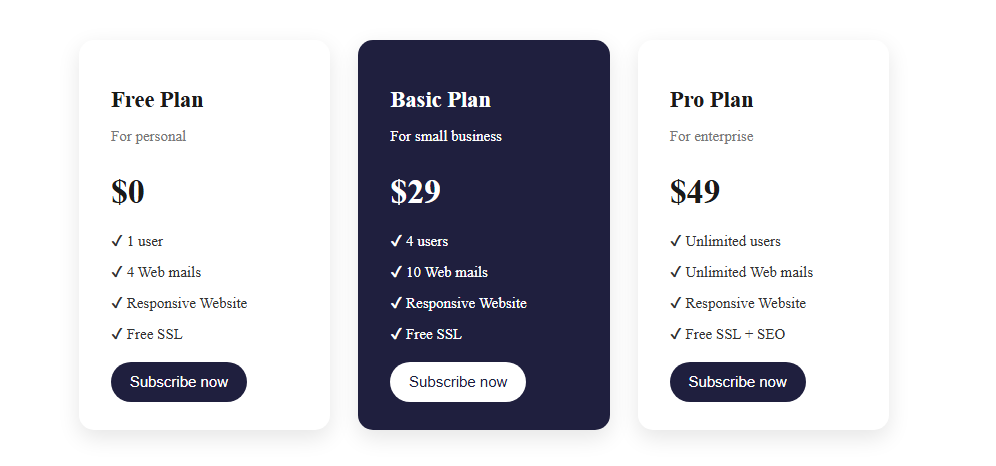 Free Plan
For personal
$0
✓ 1 user
✓ 4 Web mails
✓ Responsive Website
✓ Free SSL
Subscribe now
Basic Plan
For small business
$29
✓ 4 users
✓ 10 Web mails
✓ Responsive Website
✓ Free SSL
Subscribe now
Pro Plan
For enterprise
$49
✓ Unlimited users
✓ Unlimited Web mails
✓ Responsive Website
✓ Free SSL + SEO
Subscribe now